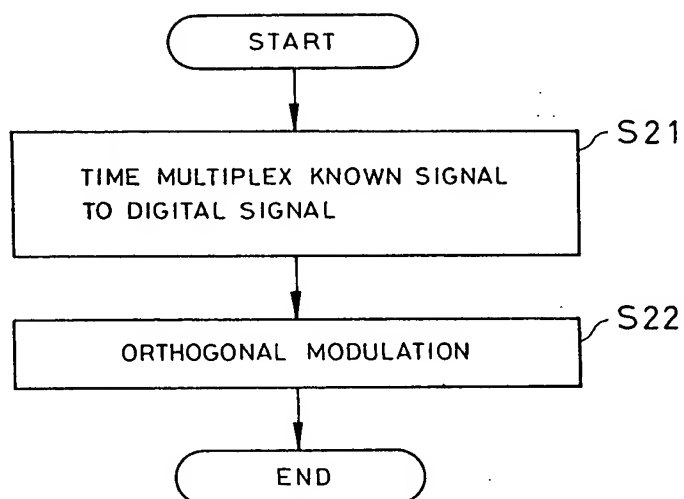 START
S21
TIME MULTIPLEX KNOWN SIGNAL
TO DIGITAL SIGNAL
S22
ORTHOGONAL MODULATION
END